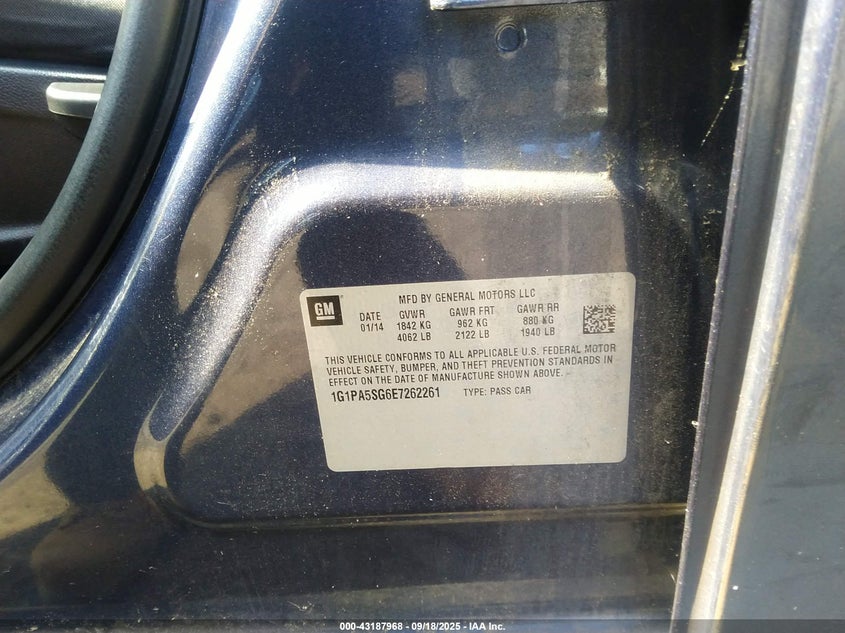 GM
MFD BY GENERAL MOTORS LLC
DATE GVWR GAWR FRT GAWR RR
01/14 1842 KG 962 KG 880 KG
4062 LB 2122 LB 1940 LB
THIS VEHICLE CONFORMS TO ALL APPLICABLE U.S. FEDERAL MOTOR
VEHICLE SAFETY, BUMPER, AND THEFT PREVENTION STANDARDS IN
EFFECT ON THE DATE OF MANUFACTURE SHOWN ABOVE.
1G1PA5SG6E7262261 TYPE: PASS CAR
000-43187968 - 09/18/2025 - IAA Inc.